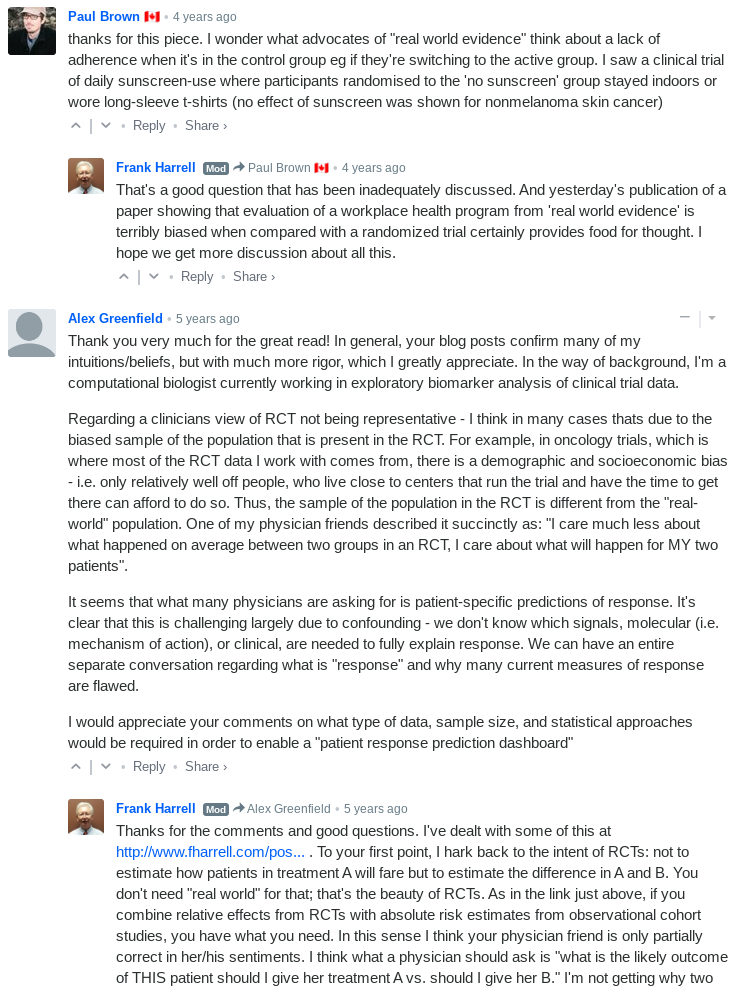 Paul Brown 🇨🇦 • 4 years ago
thanks for this piece. I wonder what advocates of "real world evidence" think about a lack of
adherence when it's in the control group eg if they're switching to the active group. I saw a clinical trial
of daily sunscreen-use where participants randomised to the 'no sunscreen' group stayed indoors or
wore long-sleeve t-shirts (no effect of sunscreen was shown for nonmelanoma skin cancer)
• Reply • Share ›
Frank Harrell Mod Paul Brown 🇨🇦 • 4 years ago
That's a good question that has been inadequately discussed. And yesterday's publication of a
paper showing that evaluation of a workplace health program from 'real world evidence' is
terribly biased when compared with a randomized trial certainly provides food for thought. I
hope we get more discussion about all this.
• Reply • Share ›
Alex Greenfield • 5 years ago
Thank you very much for the great read! In general, your blog posts confirm many of my
intuitions/beliefs, but with much more rigor, which I greatly appreciate. In the way of background, I'm a
computational biologist currently working in exploratory biomarker analysis of clinical trial data.
Regarding a clinicians view of RCT not being representative - I think in many cases thats due to the
biased sample of the population that is present in the RCT. For example, in oncology trials, which is
where most of the RCT data I work with comes from, there is a demographic and socioeconomic bias
- i.e. only relatively well off people, who live close to centers that run the trial and have the time to get
there can afford to do so. Thus, the sample of the population in the RCT is different from the "real-
world" population. One of my physician friends described it succinctly as: "I care much less about
what happened on average between two groups in an RCT, I care about what will happen for MY two
patients".
It seems that what many physicians are asking for is patient-specific predictions of response. It's
clear that this is challenging largely due to confounding - we don't know which signals, molecular (i.e.
mechanism of action), or clinical, are needed to fully explain response. We can have an entire
separate conversation regarding what is "response" and why many current measures of response
are flawed.
I would appreciate your comments on what type of data, sample size, and statistical approaches
would be required in order to enable a "patient response prediction dashboard"
• Reply • Share ›
Frank Harrell Mod Alex Greenfield • 5 years ago
Thanks for the comments and good questions. I've dealt with some of this at
http://www.fharrell.com/pos... . To your first point, I hark back to the intent of RCTs: not to
estimate how patients in treatment A will fare but to estimate the difference in A and B. You
don't need "real world" for that; that's the beauty of RCTs. As in the link just above, if you
combine relative effects from RCTs with absolute risk estimates from observational cohort
studies, you have what you need. In this sense I think your physician friend is only partially
correct in her/his sentiments. I think what a physician should ask is "what is the likely outcome
of THIS patient should I give her treatment A vs. should I give her B." I'm not getting why two